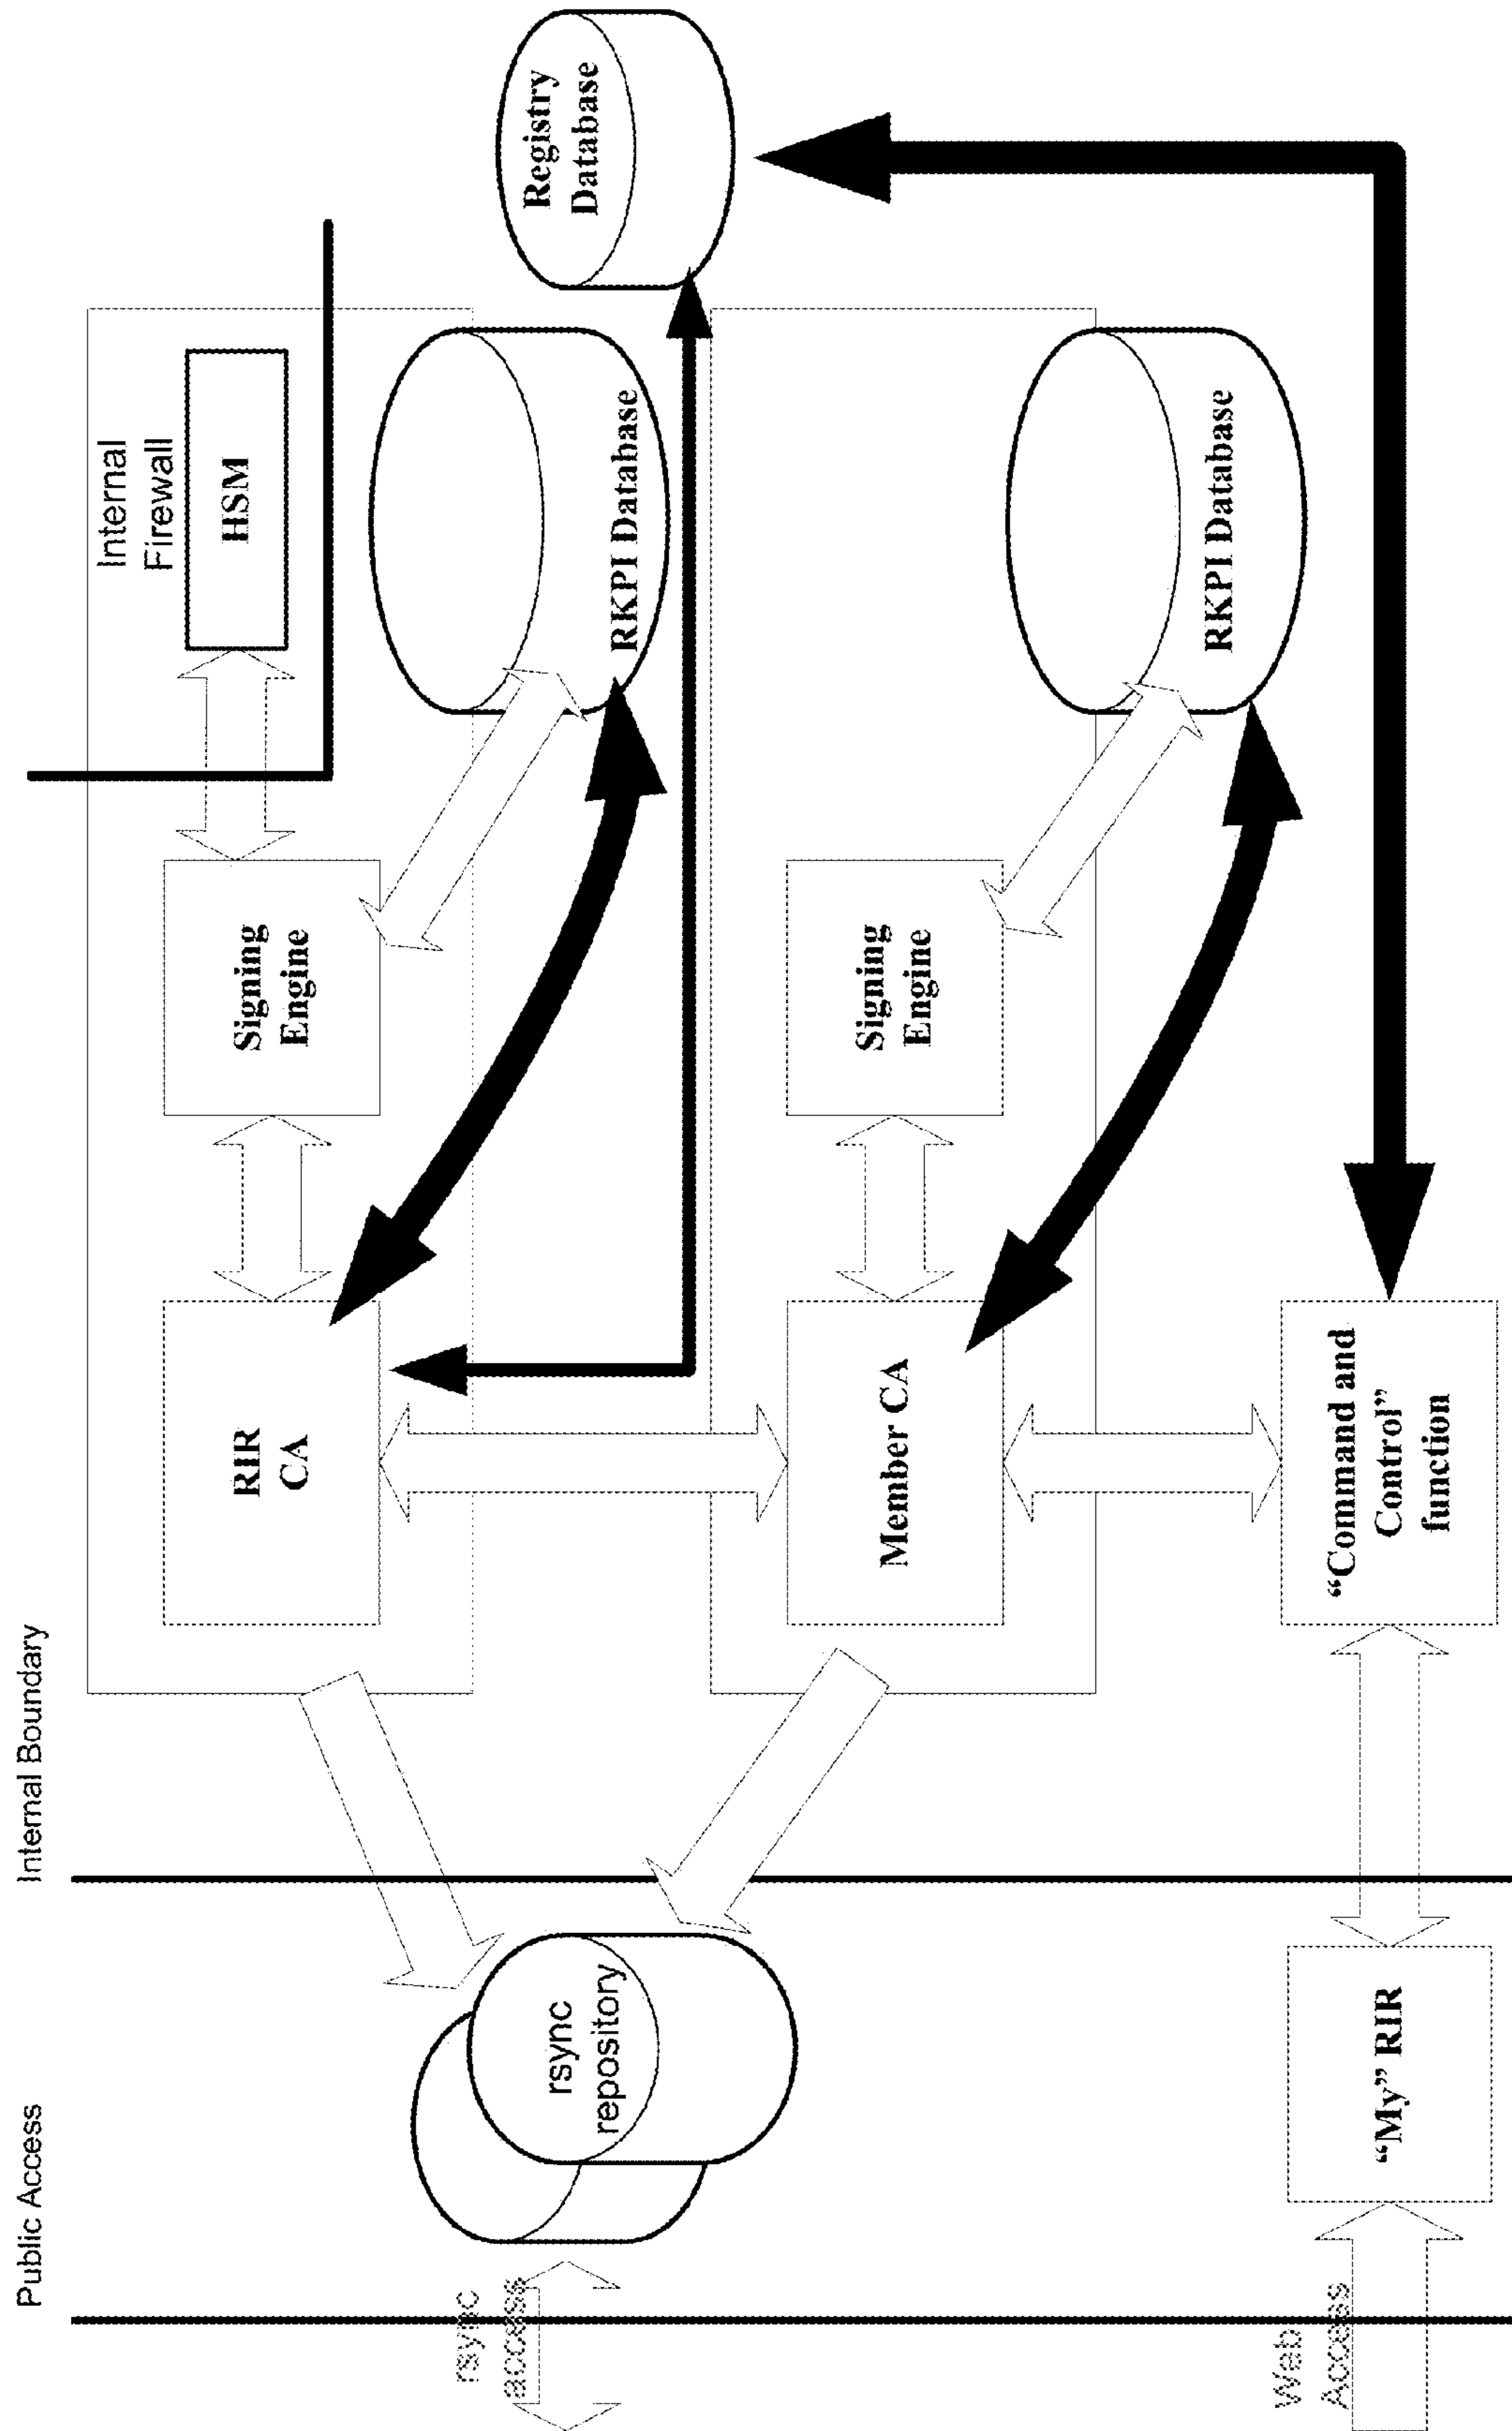 Public Access
Internal Boundary
Internal
Firewall
HSM
Signing
Engine
RIR
CA
RKPI Database
Registry
Database
rsync
repository
rsync
access
Member CA
Signing
Engine
RKPI Database
Web
Access
“My” RIR
“Command and
Control”
function